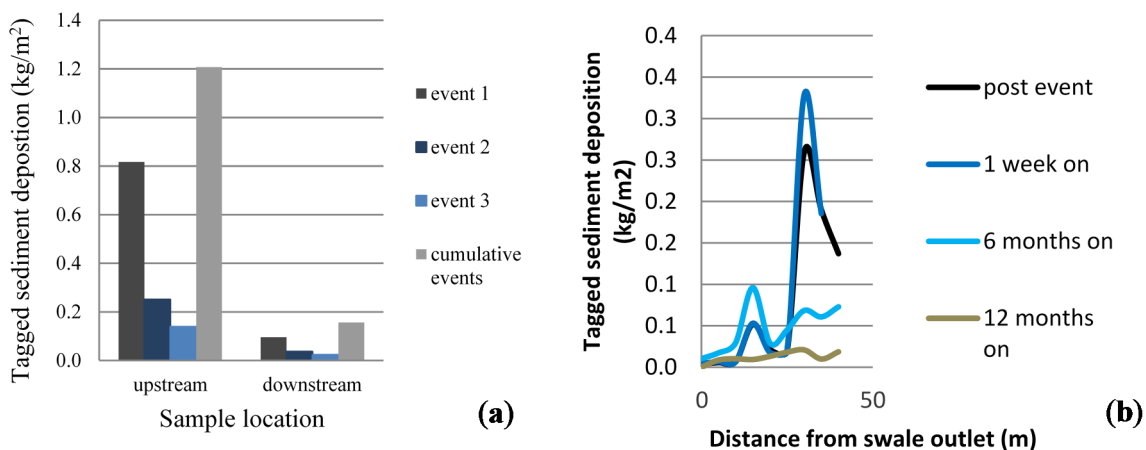 Tagged sediment depostion (kg/m²)
1.4
1.2
1.0
0.8
0.6
0.4
0.2
0.0
upstream
downstream
Sample location
event 1
event 2
event 3
cumulative
events
(a)
Tagged sediment deposition
(kg/m2)
0.4
0.4
0.3
0.3
0.2
0.2
0.1
0.1
0.0
0
50
Distance from swale outlet (m)
post event
1 week on
6 months on
12 months
on
(b)